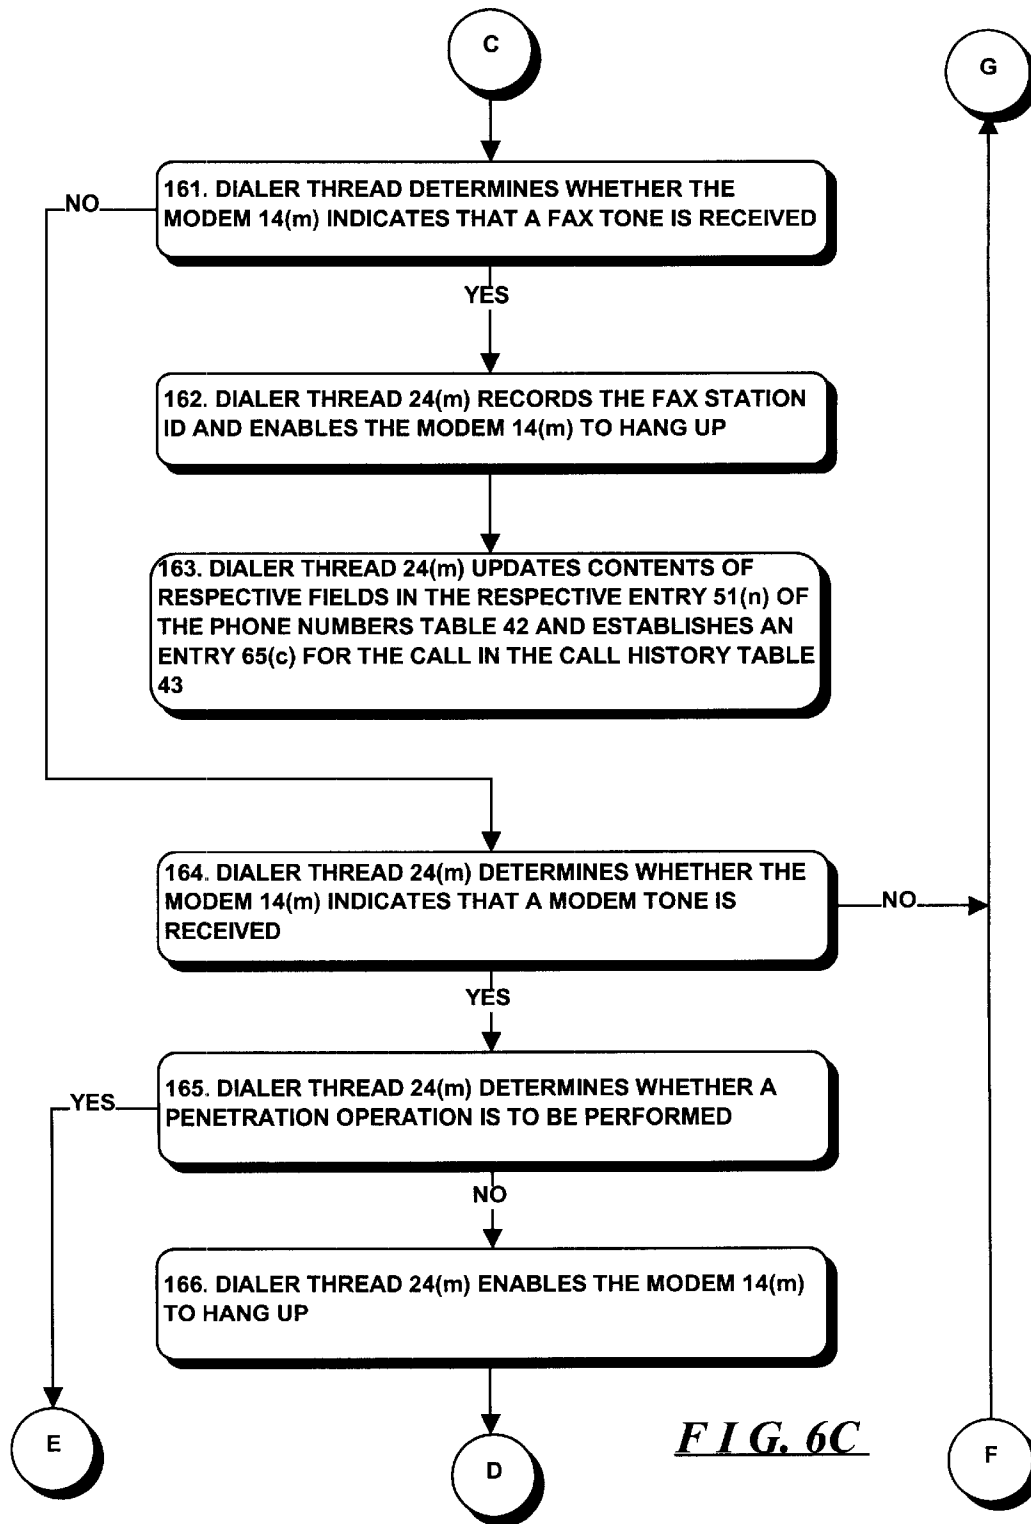 C
G
161. DIALER THREAD DETERMINES WHETHER THE
MODEM 14(m) INDICATES THAT A FAX TONE IS RECEIVED
NO
YES
162. DIALER THREAD 24(m) RECORDS THE FAX STATION
ID AND ENABLES THE MODEM 14(m) TO HANG UP
163. DIALER THREAD 24(m) UPDATES CONTENTS OF
RESPECTIVE FIELDS IN THE RESPECTIVE ENTRY 51(n) OF
THE PHONE NUMBERS TABLE 42 AND ESTABLISHES AN
ENTRY 65(c) FOR THE CALL IN THE CALL HISTORY TABLE
43
164. DIALER THREAD 24(m) DETERMINES WHETHER THE
MODEM 14(m) INDICATES THAT A MODEM TONE IS
RECEIVED
NO
YES
165. DIALER THREAD 24(m) DETERMINES WHETHER A
PENETRATION OPERATION IS TO BE PERFORMED
YES
NO
166. DIALER THREAD 24(m) ENABLES THE MODEM 14(m)
TO HANG UP
E
D
FIG. 6C
F